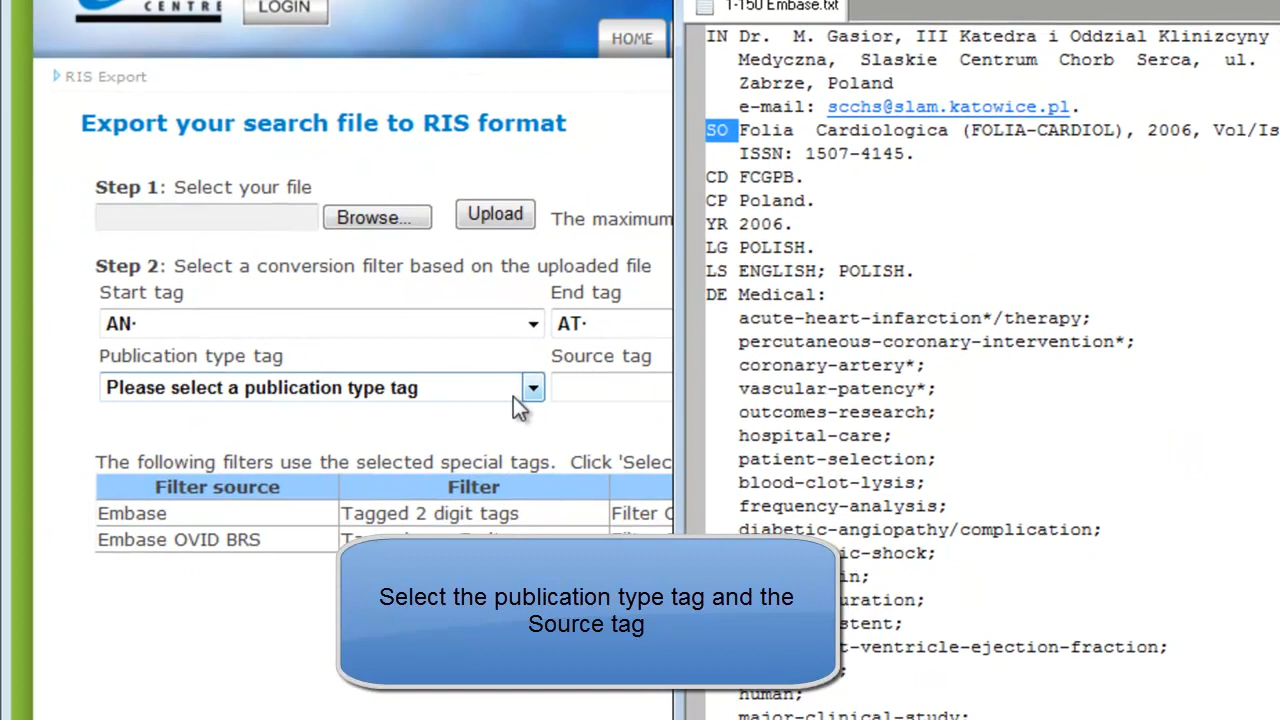 CENTRE
LOGIN
HOME
RIS Export
Export your search file to RIS format
Step 1: Select your file
Browse...
Upload
The maximum
Step 2: Select a conversion filter based on the uploaded file
Start tag
End tag
AN·
AT·
Publication type tag
Source tag
Please select a publication type tag
The following filters use the selected special tags. Click 'Selec
Filter source
Filter
Embase
Tagged 2 digit tags
Filter
Embase OVID BRS
Select the publication type tag and the
Source tag
1-150 Embase.txt
IN Dr. M. Gasior, III Katedra i Oddzial Klinizcyny
Medyczna, Slaskie Centrum Chorb Serca, ul.
Zabrze, Poland
e-mail: scchs@slam.katowice.pl.
SO Folia Cardiologica (FOLIA-CARDIOL), 2006, Vol/Is
ISSN: 1507-4145.
CD FCGPB.
CP Poland.
YR 2006.
LG POLISH.
LS ENGLISH; POLISH.
DE Medical:
acute-heart-infarction*/therapy;
percutaneous-coronary-intervention*;
coronary-artery*;
vascular-patency*;
outcomes-research;
hospital-care;
patient-selection;
blood-clot-lysis;
frequency-analysis;
diabetic-angiopathy/complication;
ic-shock;
in;
uration;
stent;
t-ventricle-ejection-fraction;
human;
major-clinical-study;